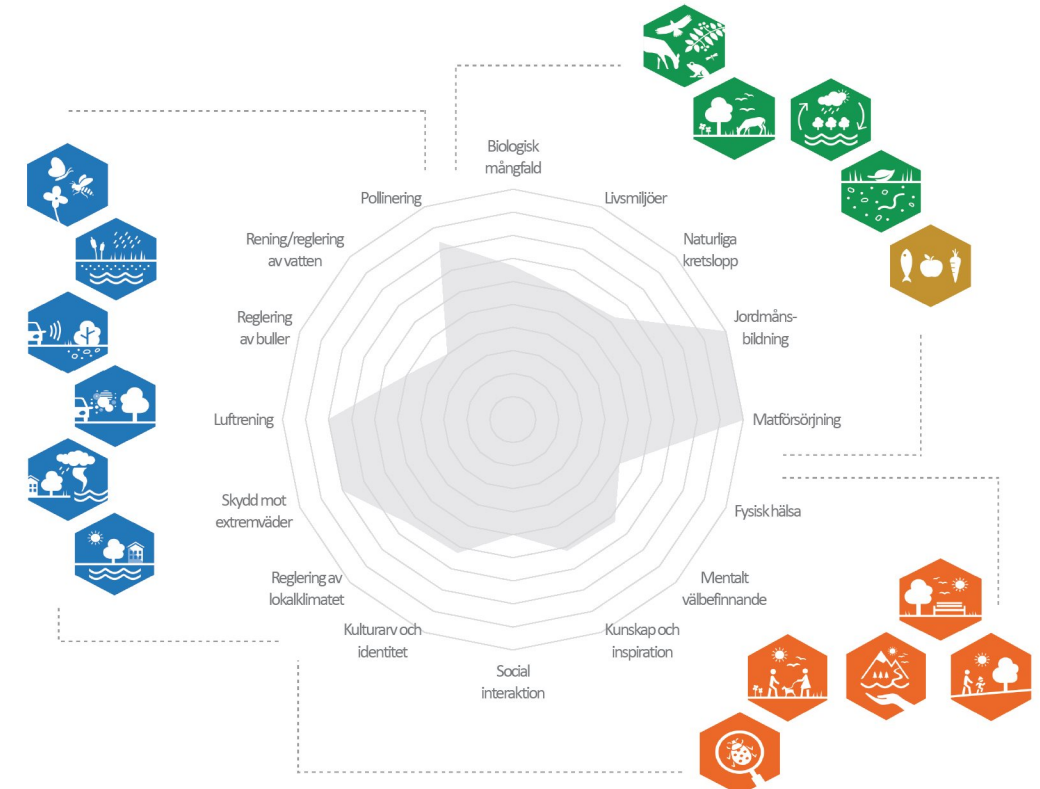 Biologisk
mångfald
Livsmiljöer
Naturliga
kretslopp
Jordmåns-
bildning
Matförsörjning
Fysisk hälsa
Mentalt
välbefinnande
Kunskap och
inspiration
Social
interaktion
Kulturarv och
identitet
Reglering av
lokalklimatet
Skydd mot
extremväder
Luftrening
Reglering
av buller
Rening/reglering
av vatten
Pollinering